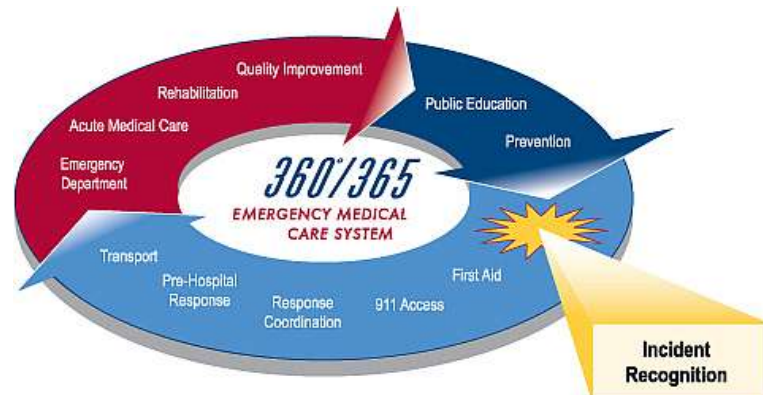 Quality Improvement
Rehabilitation
Acute Medical Care
Emergency
Department
Public Education
Prevention
360°/365
EMERGENCY MEDICAL
CARE SYSTEM
Transport
Pre-Hospital
Response
Response
Coordination
911 Access
First Aid
Incident
Recognition